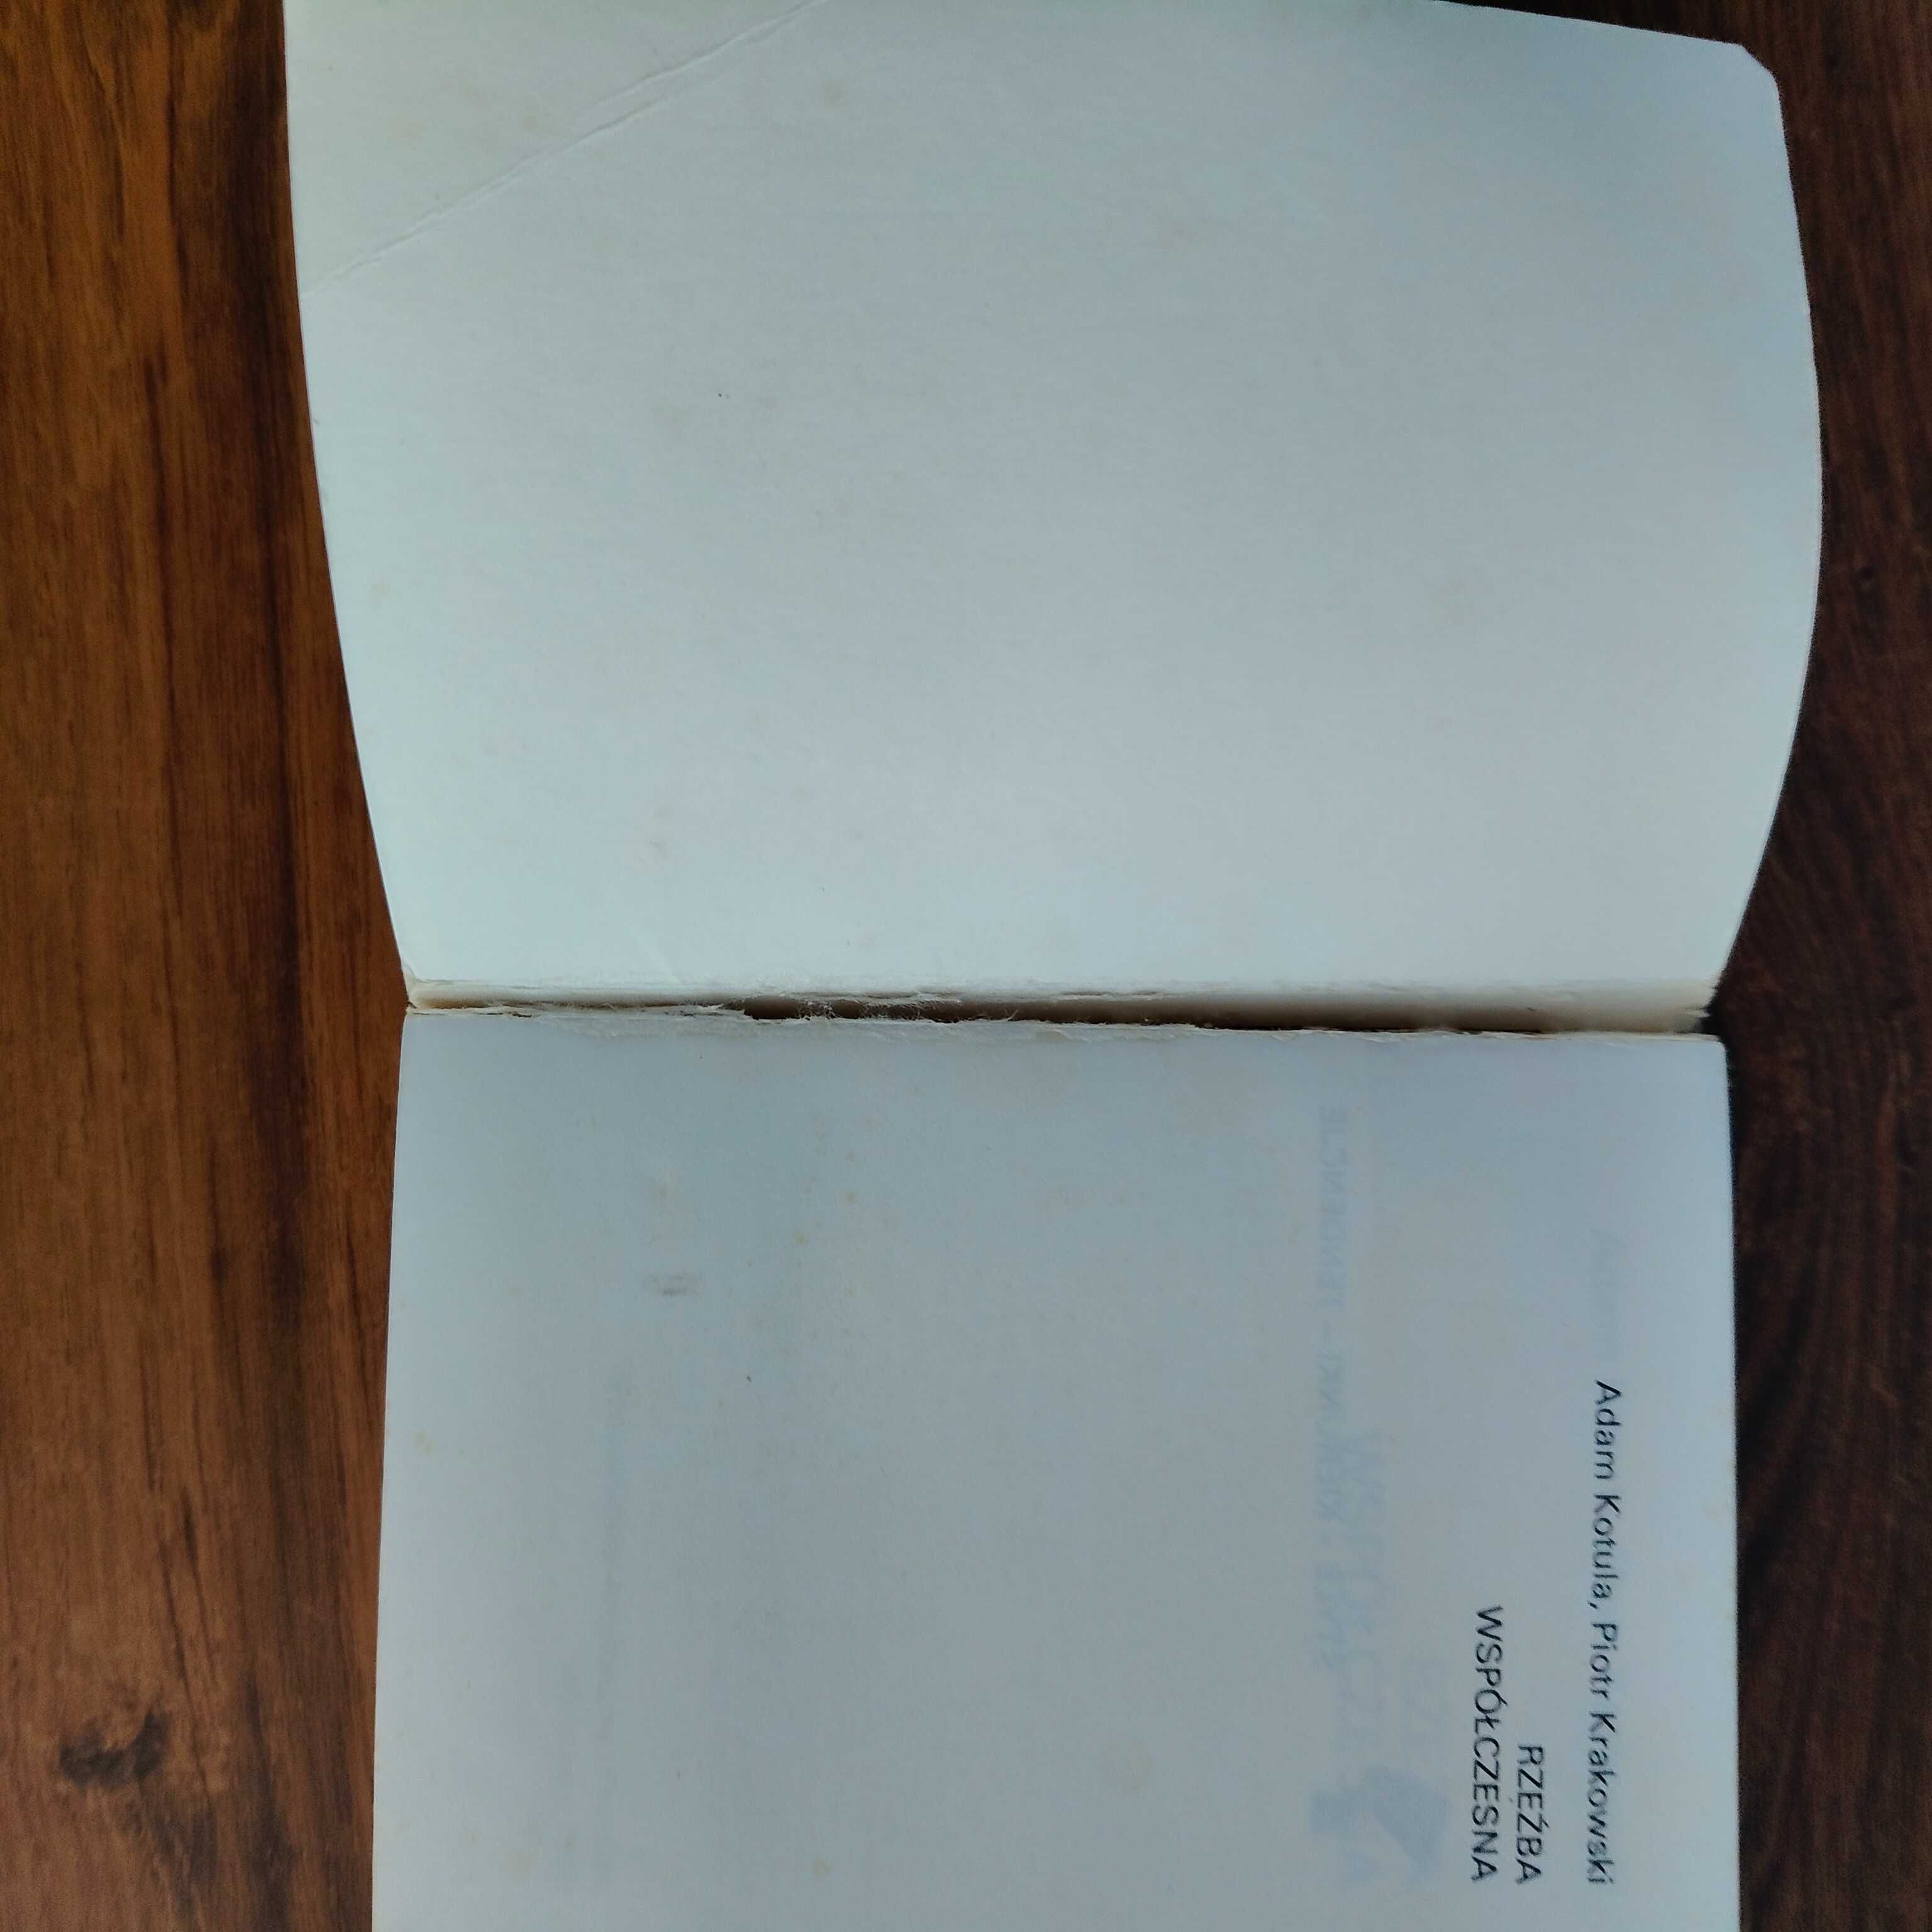 Adam Kotula, Piotr Krakowski
RZEŹBA
WSPÓŁCZESNA